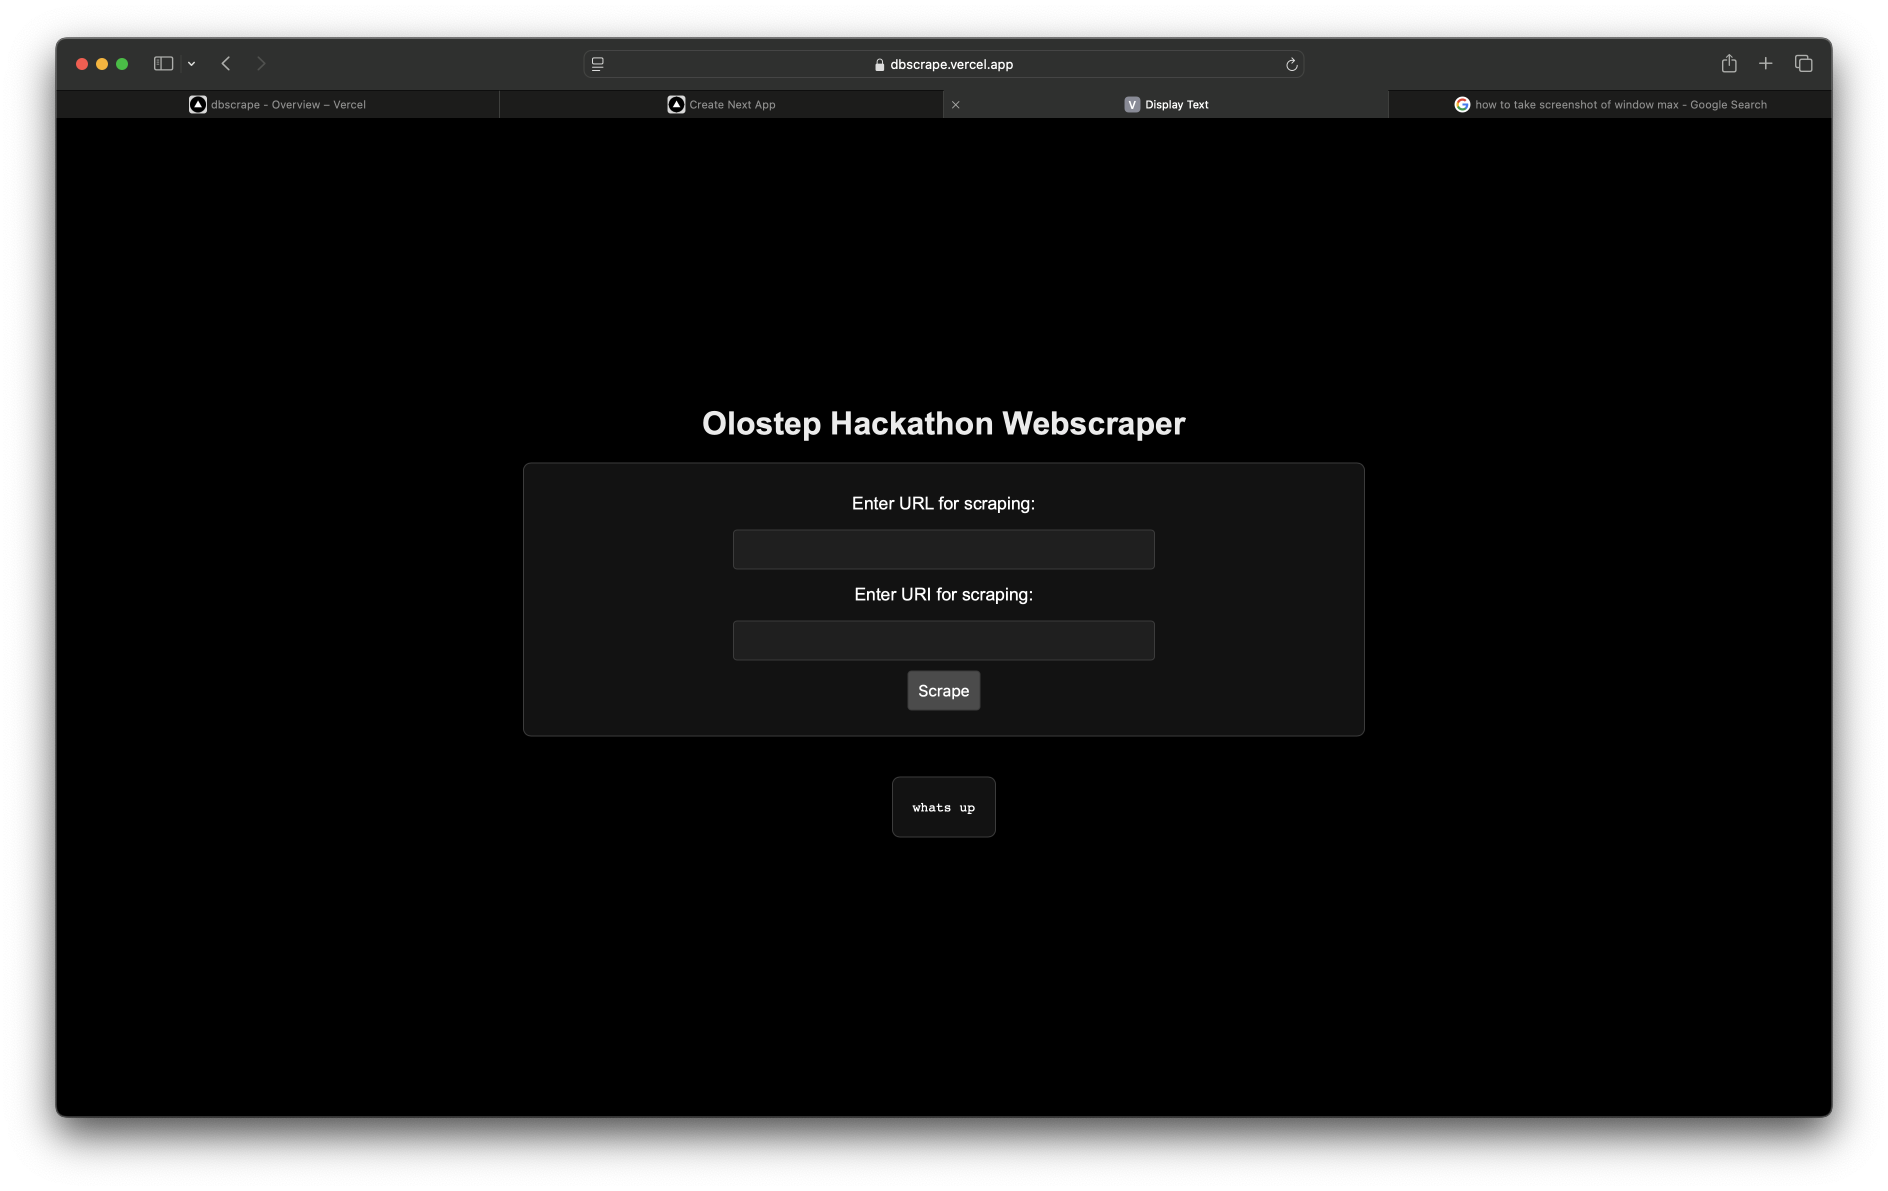 dbscrape.vercel.app
dbscrape - Overview – Vercel
Create Next App
V Display Text
how to take screenshot of window max - Google Search
Olostep Hackathon Webscraper
Enter URL for scraping:
Enter URI for scraping:
Scrape
whats up